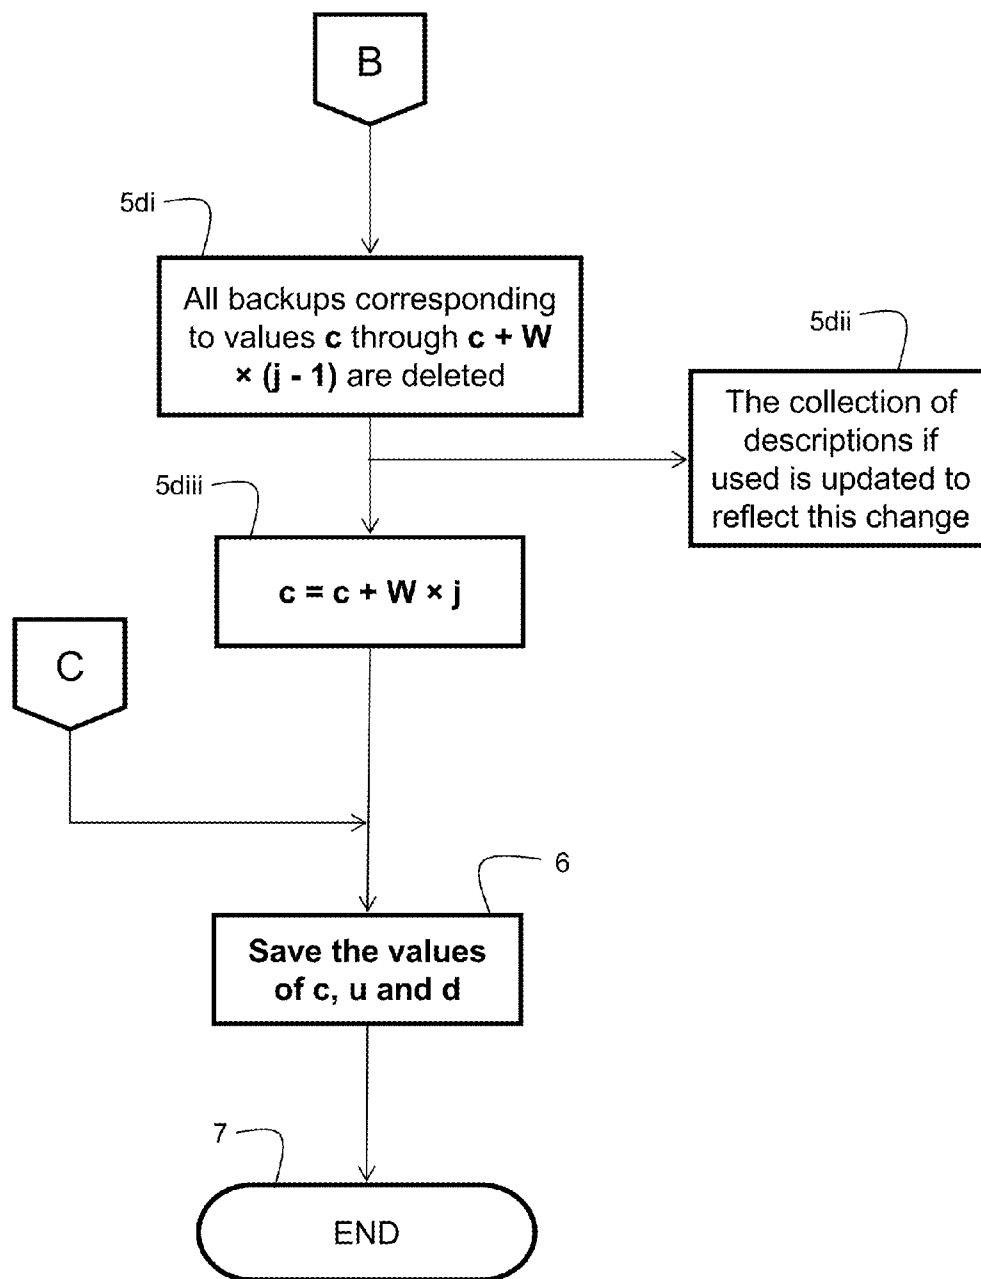 B
5di
All backups corresponding
to values c through c + W
× (j - 1) are deleted
5dii
The collection of
descriptions if
used is updated to
reflect this change
5diii
c = c + W × j
C
6
Save the values
of c, u and d
7
END